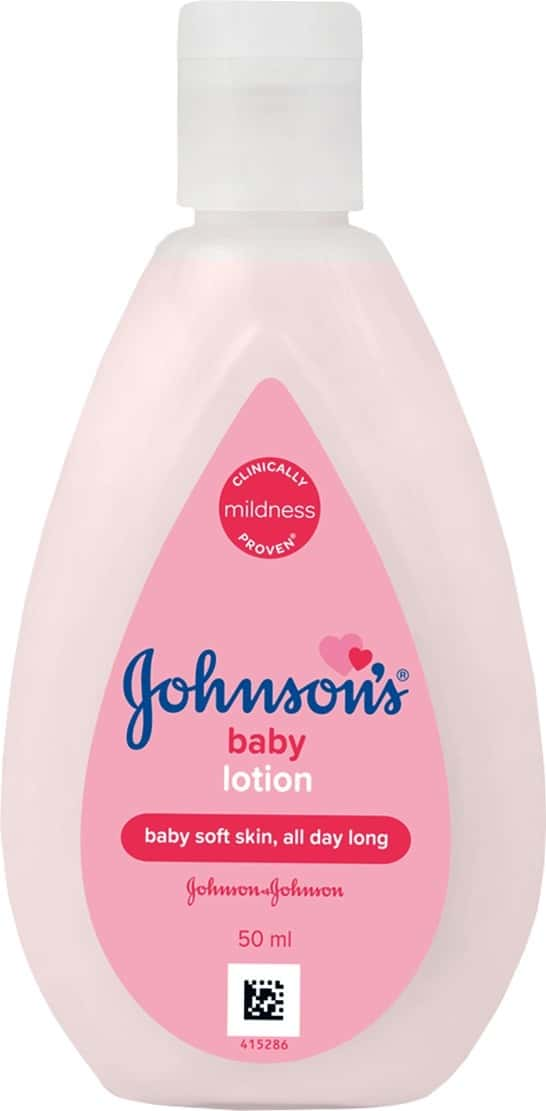 CLINICALLY
mildness
PROVEN®
Johnson's®
baby
lotion
baby soft skin, all day long
Johnson & Johnson
50 ml
415286